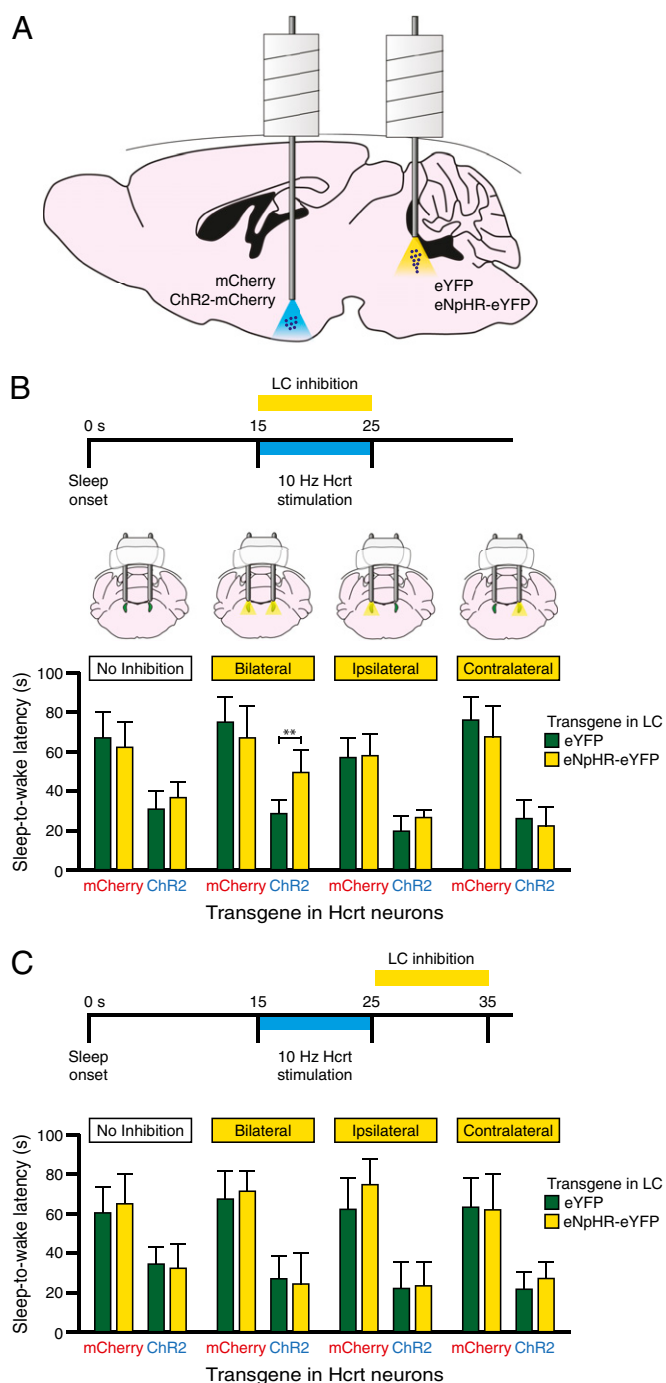 A
mCherry
ChR2-mCherry
eYFP
eNpHR-eYFP
B
LC inhibition
0 s 15 25
Sleep onset
10 Hz Hcrt stimulation
No Inhibition Bilateral Ipsilateral Contralateral
Sleep-to-wake latency (s)
100
80
60
40
20
0
**
Transgene in LC
eYFP
eNpHR-eYFP
mCherry ChR2 mCherry ChR2 mCherry ChR2 mCherry ChR2
Transgene in Hcrt neurons
C
LC inhibition
0 s 15 25 35
Sleep onset
10 Hz Hcrt stimulation
No Inhibition Bilateral Ipsilateral Contralateral
Sleep-to-wake latency (s)
100
80
60
40
20
0
Transgene in LC
eYFP
eNpHR-eYFP
mCherry ChR2 mCherry ChR2 mCherry ChR2 mCherry ChR2
Transgene in Hcrt neurons